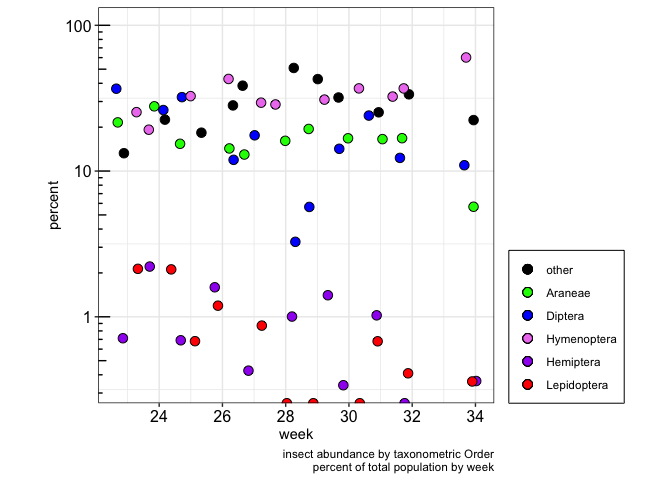 100
10
1
percent
24 26 28 30 32 34
week
other
Araneae
Diptera
Hymenoptera
Hemiptera
Lepidoptera
insect abundance by taxonometric Order
percent of total population by week